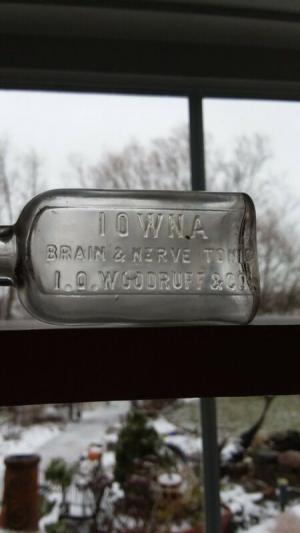 IOWNA
BRAIN & NERVE TONIC
I.O. WOODRUFF & CO.